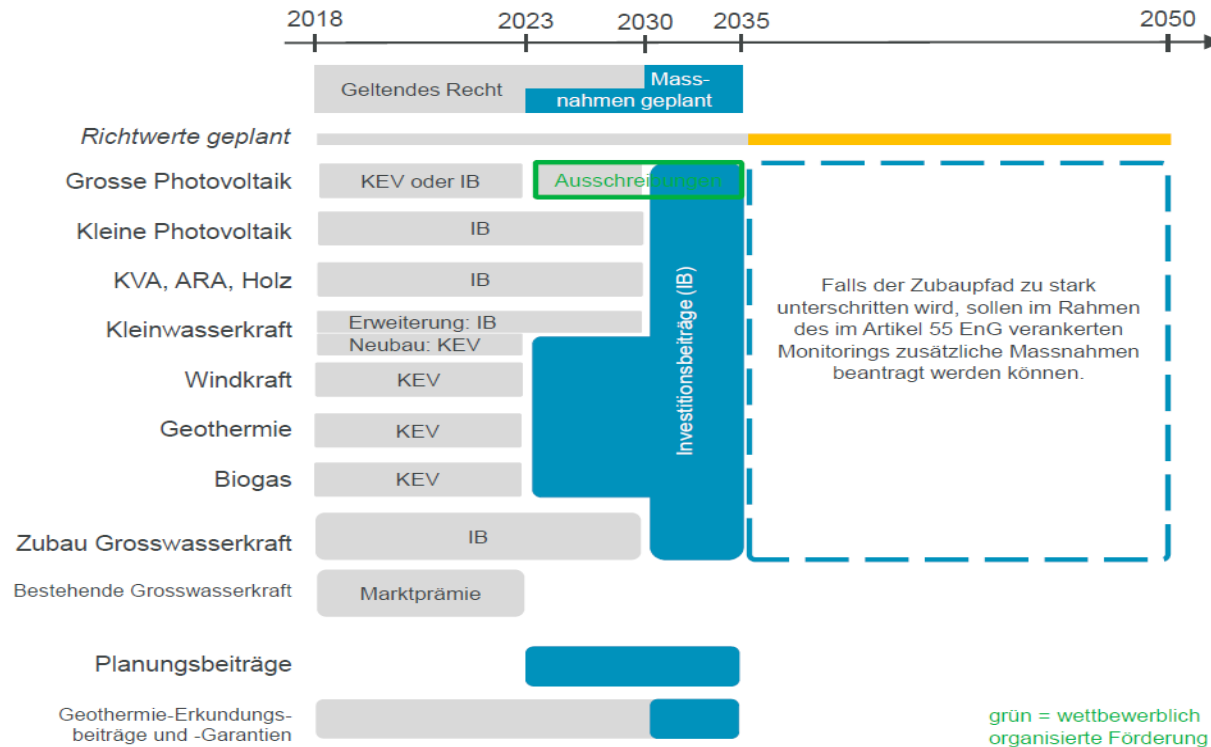 2018 2023 2030 2035 2050
Geltendes Recht
Mass-
nahmen geplant
Richtwerte geplant
Grosse Photovoltaik
KEV oder IB
Ausschreibungen
Kleine Photovoltaik
IB
KVA, ARA, Holz
IB
Kleinwasserkraft
Erweiterung: IB
Neubau: KEV
Windkraft
KEV
Geothermie
KEV
Biogas
KEV
Zubau Grosswasserkraft
IB
Investitionsbeiträge (IB)
Falls der Zubaupfad zu stark
unterschritten wird, sollen im Rahmen
des im Artikel 55 EnG verankerten
Monitorings zusätzliche Massnahmen
beantragt werden können.
Bestehende Grosswasserkraft
Marktprämie
Planungsbeiträge
Geothermie-Erkundungs-
beiträge und -Garantien
grün = wettbewerblich
organisierte Förderung